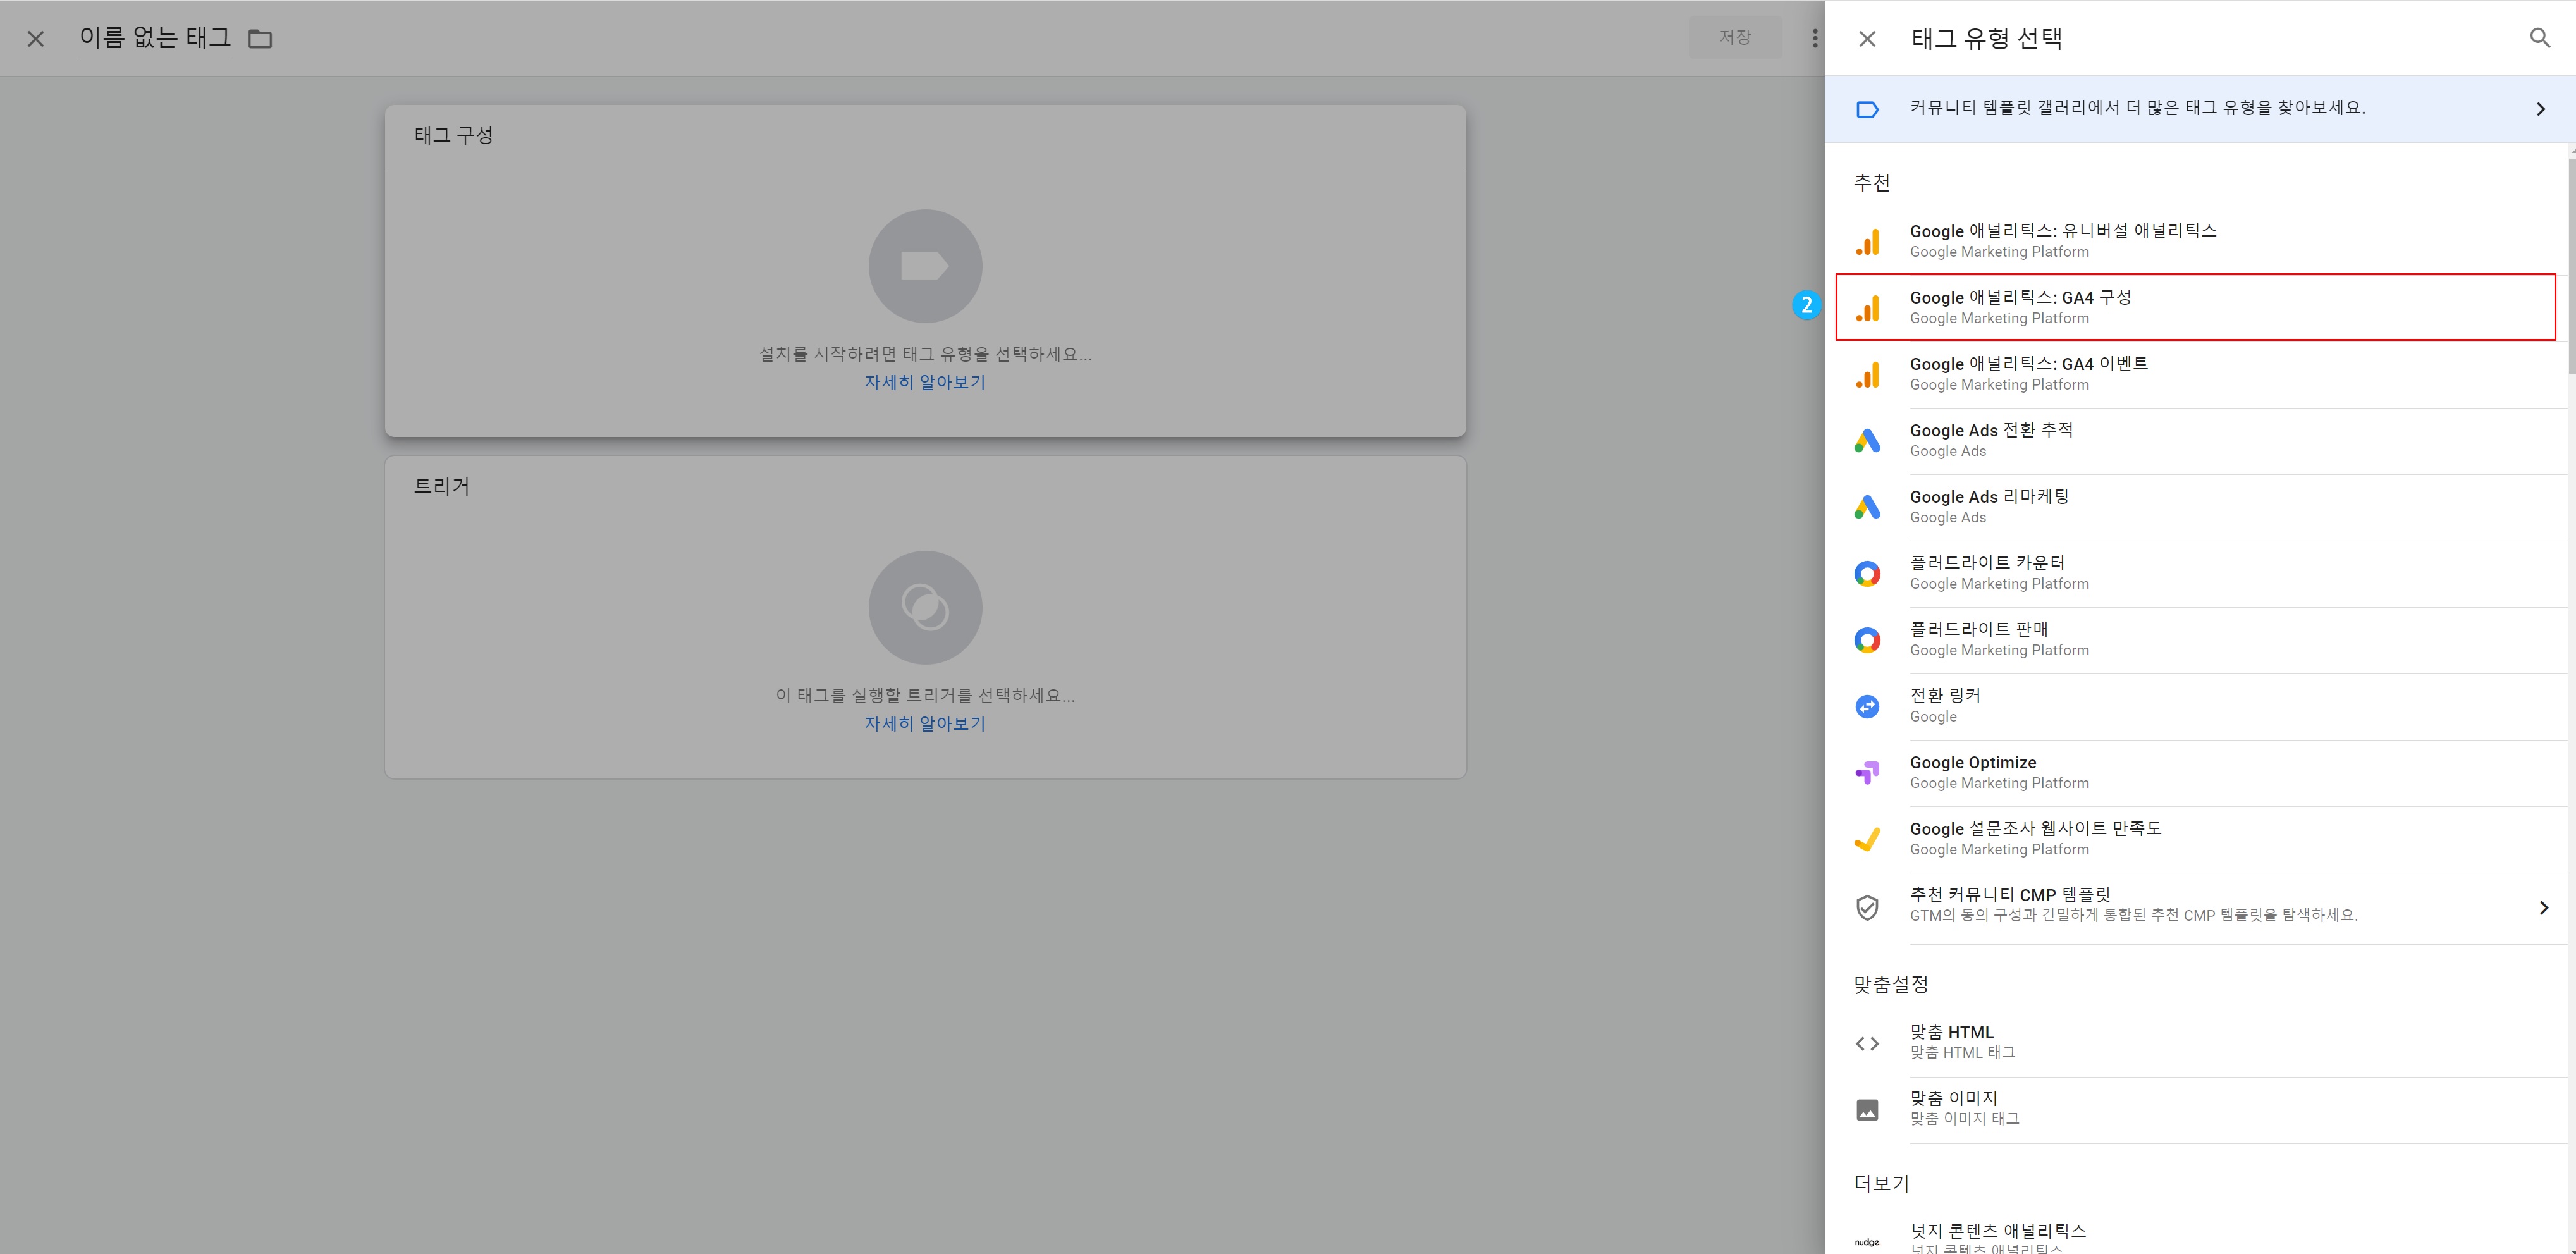 이름 없는 태그
저장
태그 구성
설치를 시작하려면 태그 유형을 선택하세요...
자세히 알아보기
트리거
이 태그를 실행할 트리거를 선택하세요...
자세히 알아보기
태그 유형 선택
커뮤니티 템플릿 갤러리에서 더 많은 태그 유형을 찾아보세요.
추천
Google 애널리틱스: 유니버설 애널리틱스
Google Marketing Platform
2
Google 애널리틱스: GA4 구성
Google Marketing Platform
Google 애널리틱스: GA4 이벤트
Google Marketing Platform
Google Ads 전환 추적
Google Ads
Google Ads 리마케팅
Google Ads
플러드라이트 카운터
Google Marketing Platform
플러드라이트 판매
Google Marketing Platform
전환 링커
Google
Google Optimize
Google Marketing Platform
Google 설문조사 웹사이트 만족도
Google Marketing Platform
추천 커뮤니티 CMP 템플릿
GTM의 동의 구성과 긴밀하게 통합된 추천 CMP 템플릿을 탐색하세요.
맞춤설정
맞춤 HTML
맞춤 HTML 태그
맞춤 이미지
맞춤 이미지 태그
더보기
nudge.
넛지 콘텐츠 애널리틱스
넛지 콘텐츠 애널리틱스